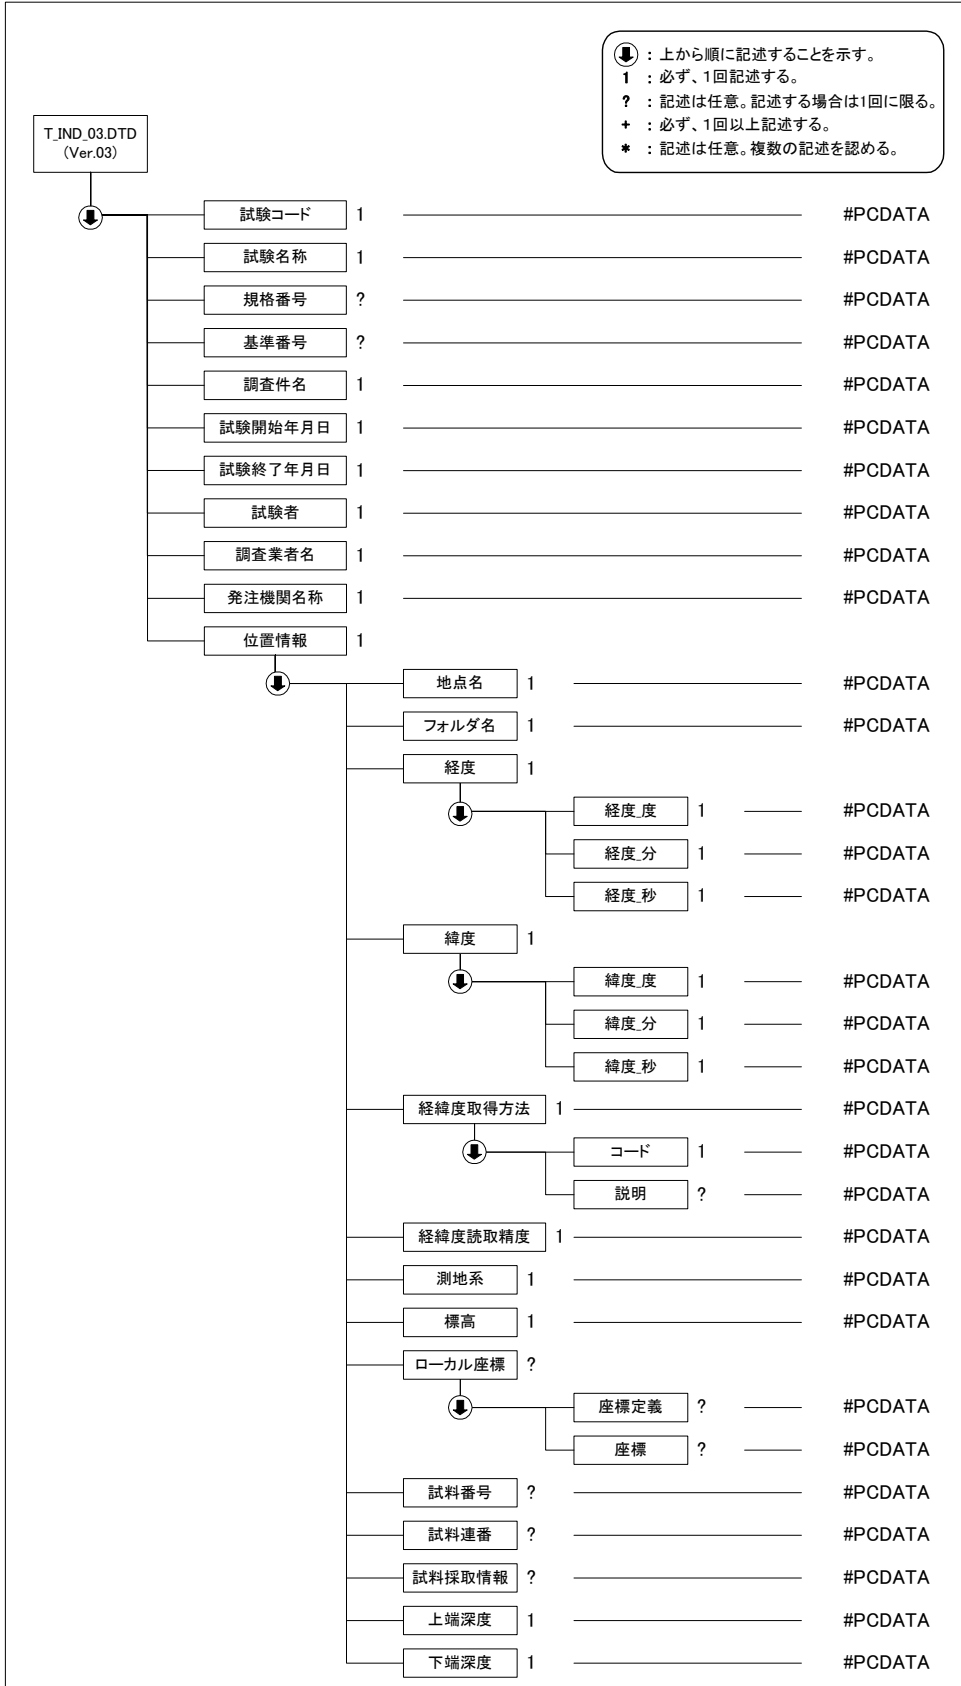 ：上から順に記述することを示す。
1 ：必ず、1回記述する。
? ：記述は任意。記述する場合は1回に限る。
+ ：必ず、1回以上記述する。
* ：記述は任意。複数の記述を認める。
T_IND_03.DTD
(Ver.03)
試験コード 1 #PCDATA
試験名称 1 #PCDATA
規格番号 ? #PCDATA
基準番号 ? #PCDATA
調査件名 1 #PCDATA
試験開始年月日 1 #PCDATA
試験終了年月日 1 #PCDATA
試験者 1 #PCDATA
調査業者名 1 #PCDATA
発注機関名称 1 #PCDATA
位置情報 1
地点名 1 #PCDATA
フォルダ名 1 #PCDATA
経度 1
経度_度 1 #PCDATA
経度_分 1 #PCDATA
経度_秒 1 #PCDATA
緯度 1
緯度_度 1 #PCDATA
緯度_分 1 #PCDATA
緯度_秒 1 #PCDATA
経緯度取得方法 1 #PCDATA
コード 1 #PCDATA
説明 ? #PCDATA
経緯度読取精度 1 #PCDATA
測地系 1 #PCDATA
標高 1 #PCDATA
ローカル座標 ?
座標定義 ? #PCDATA
座標 ? #PCDATA
試料番号 ? #PCDATA
試料連番 ? #PCDATA
試料採取情報 ? #PCDATA
上端深度 1 #PCDATA
下端深度 1 #PCDATA